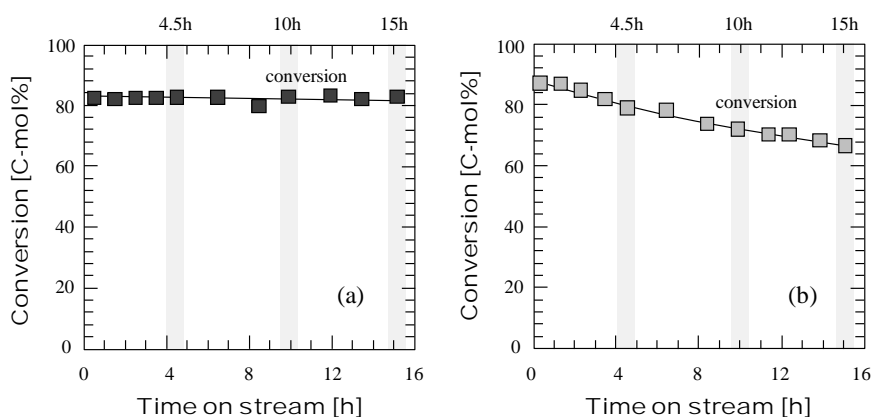 4.5h 10h 15h
100
80
60
40
20
0
0 4 8 12 16
Conversion [C-mol%]
Time on stream [h]
conversion
(a)
4.5h 10h 15h
100
80
60
40
20
0
0 4 8 12 16
Conversion [C-mol%]
Time on stream [h]
conversion
(b)